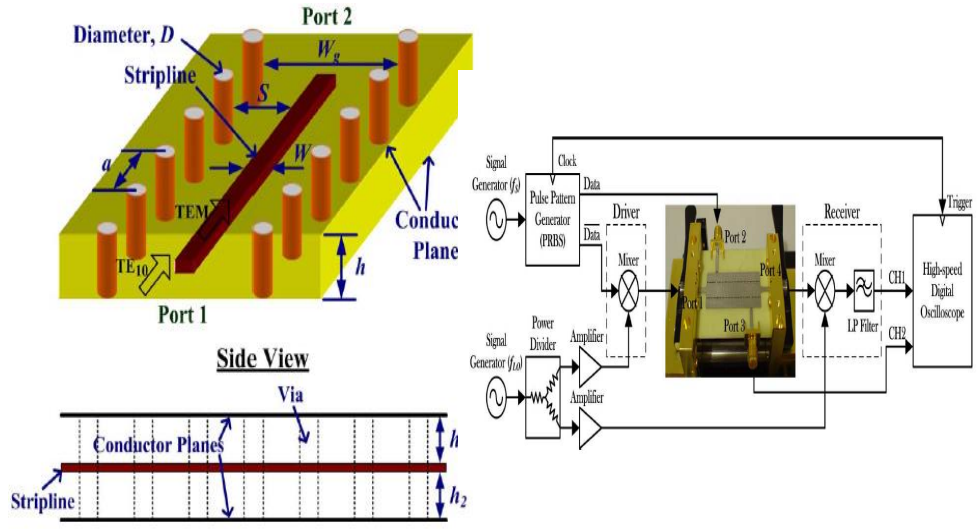 Port 2
Diameter, D
Stripline
Wg
S
W
a
TEM
TE10
Conduc
Plane
h
Port 1
Side View
Via
Conductor Planes
Stripline
h
h2
Signal
Generator (fS)
Clock
Pulse Pattern
Generator
(PRBS)
Data
Data
Driver
Mixer
Port 2
Port
Port 4
Port 3
Receiver
Mixer
LP Filter
CH1
CH2
Trigger
High-speed
Digital
Oscilloscope
Signal
Generator (fLO)
Power
Divider
Amplifier
Amplifier